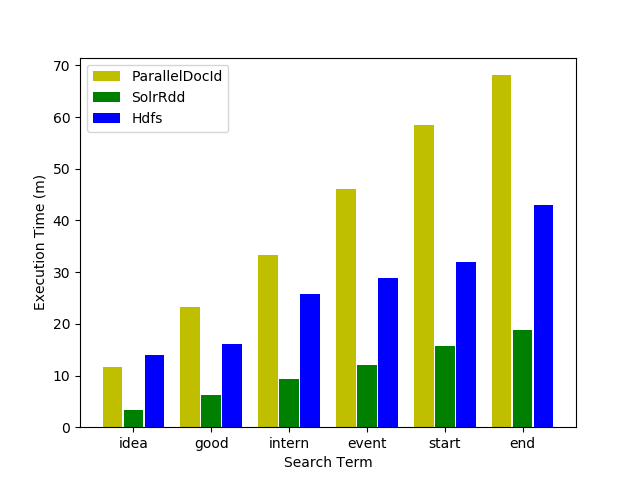 70
60
50
40
30
20
10
0
Execution Time (m)
ParallelDocId
SolrRdd
Hdfs
idea good intern event start end
Search Term